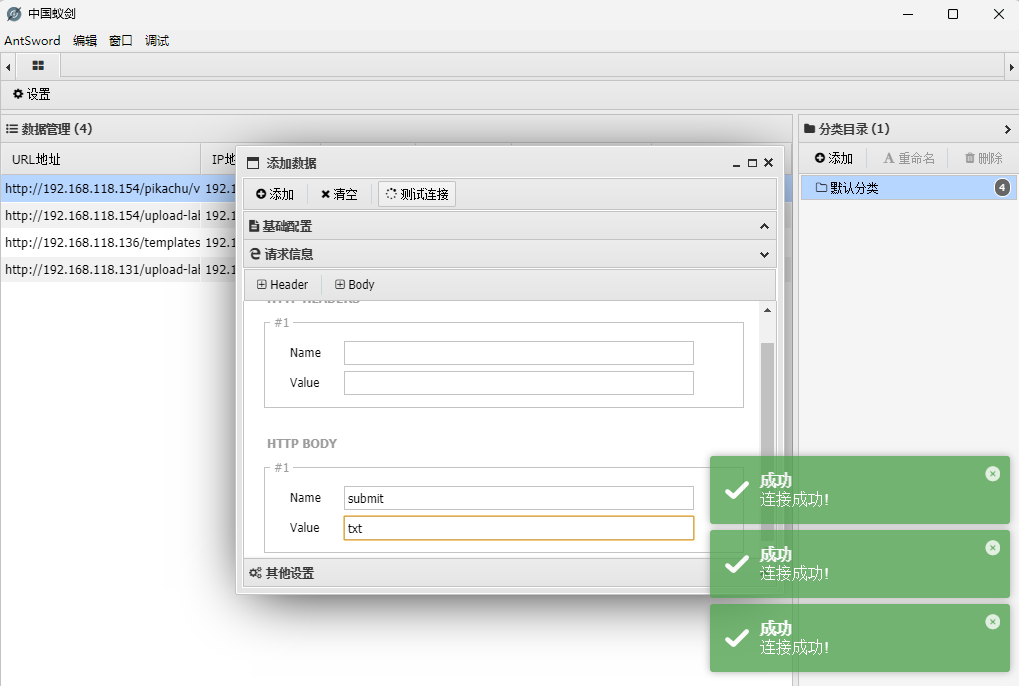 中国蚁剑
AntSword 编辑 窗口 调试
设置
数据管理 (4)
URL地址 IP地
http://192.168.118.154/pikachu/v 192.1
http://192.168.118.154/upload-lal 192.1
http://192.168.118.136/templates 192.1
http://192.168.118.131/upload-lal 192.1
添加数据
添加 清空 测试连接
基础配置
请求信息
Header Body
HTTP HEADERS
#1
Name
Value
HTTP BODY
#1
Name submit
Value txt
其他设置
分类目录 (1)
添加 重命名 删除
默认分类 4
成功
连接成功!
成功
连接成功!
成功
连接成功!